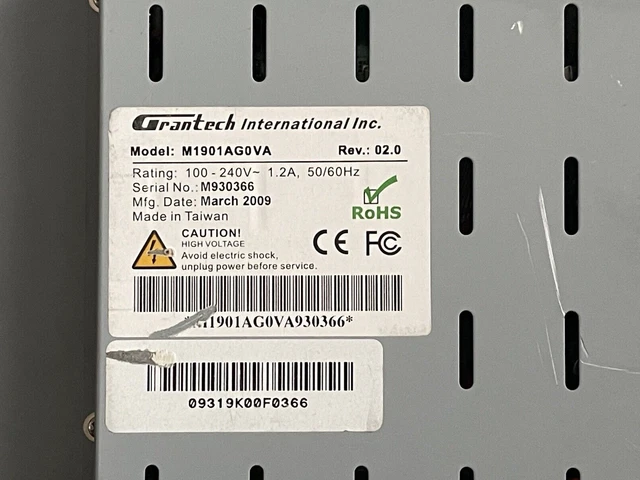 Grantech International Inc.
Model: M1901AG0VA Rev.: 02.0
Rating: 100 - 240V~ 1.2A, 50/60Hz
Serial No.: M930366
Mfg. Date: March 2009
Made in Taiwan
RoHS
CAUTION!
HIGH VOLTAGE
Avoid electric shock,
unplug power before service.
CE FC
*M1901AG0VA930366*
09319K00F0366